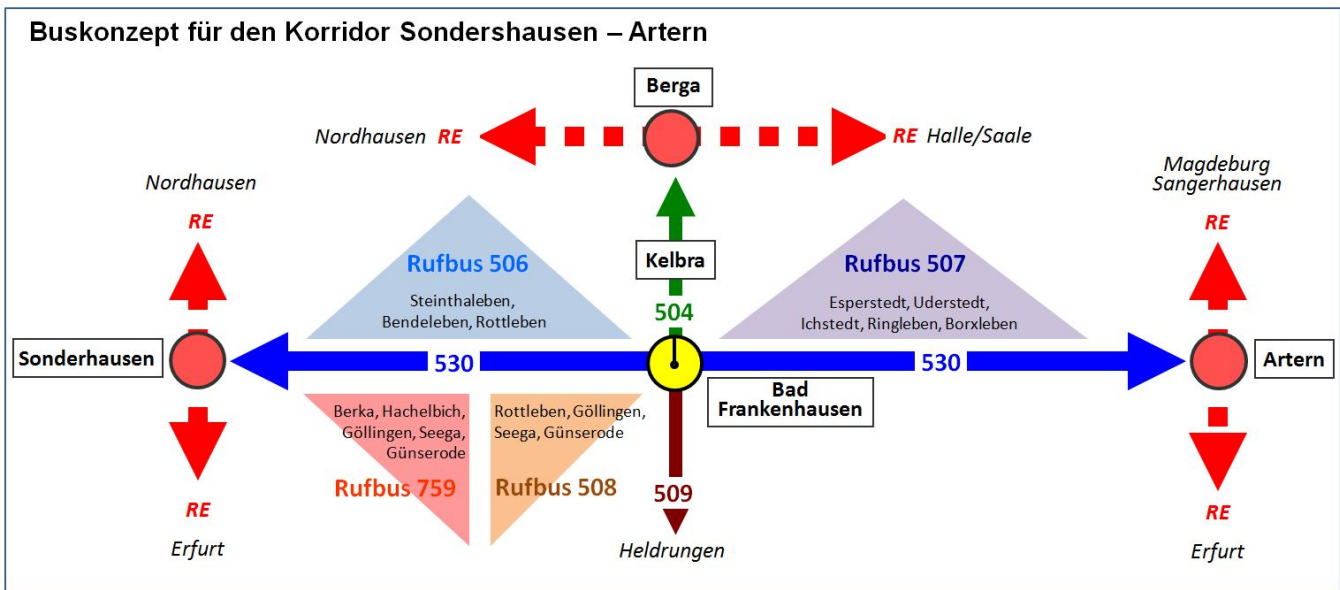 Buskonzept für den Korridor Sondershausen – Artern
Berga
Nordhausen RE
RE Halle/Saale
Nordhausen
RE
Magdeburg
Sangerhausen
RE
Rufbus 506
Steinthaleben,
Bendeleben, Rottleben
Kelbra
504
Rufbus 507
Esperstedt, Uderstedt,
Ichstedt, Ringleben, Borxleben
Sonderhausen
530
530
Artern
Bad
Frankenhausen
Berka, Hachelbich,
Göllingen, Seega,
Günserode
Rufbus 759
Rottleben, Göllingen,
Seega, Günserode
Rufbus 508
509
Heldrungen
RE
Erfurt
RE
Erfurt